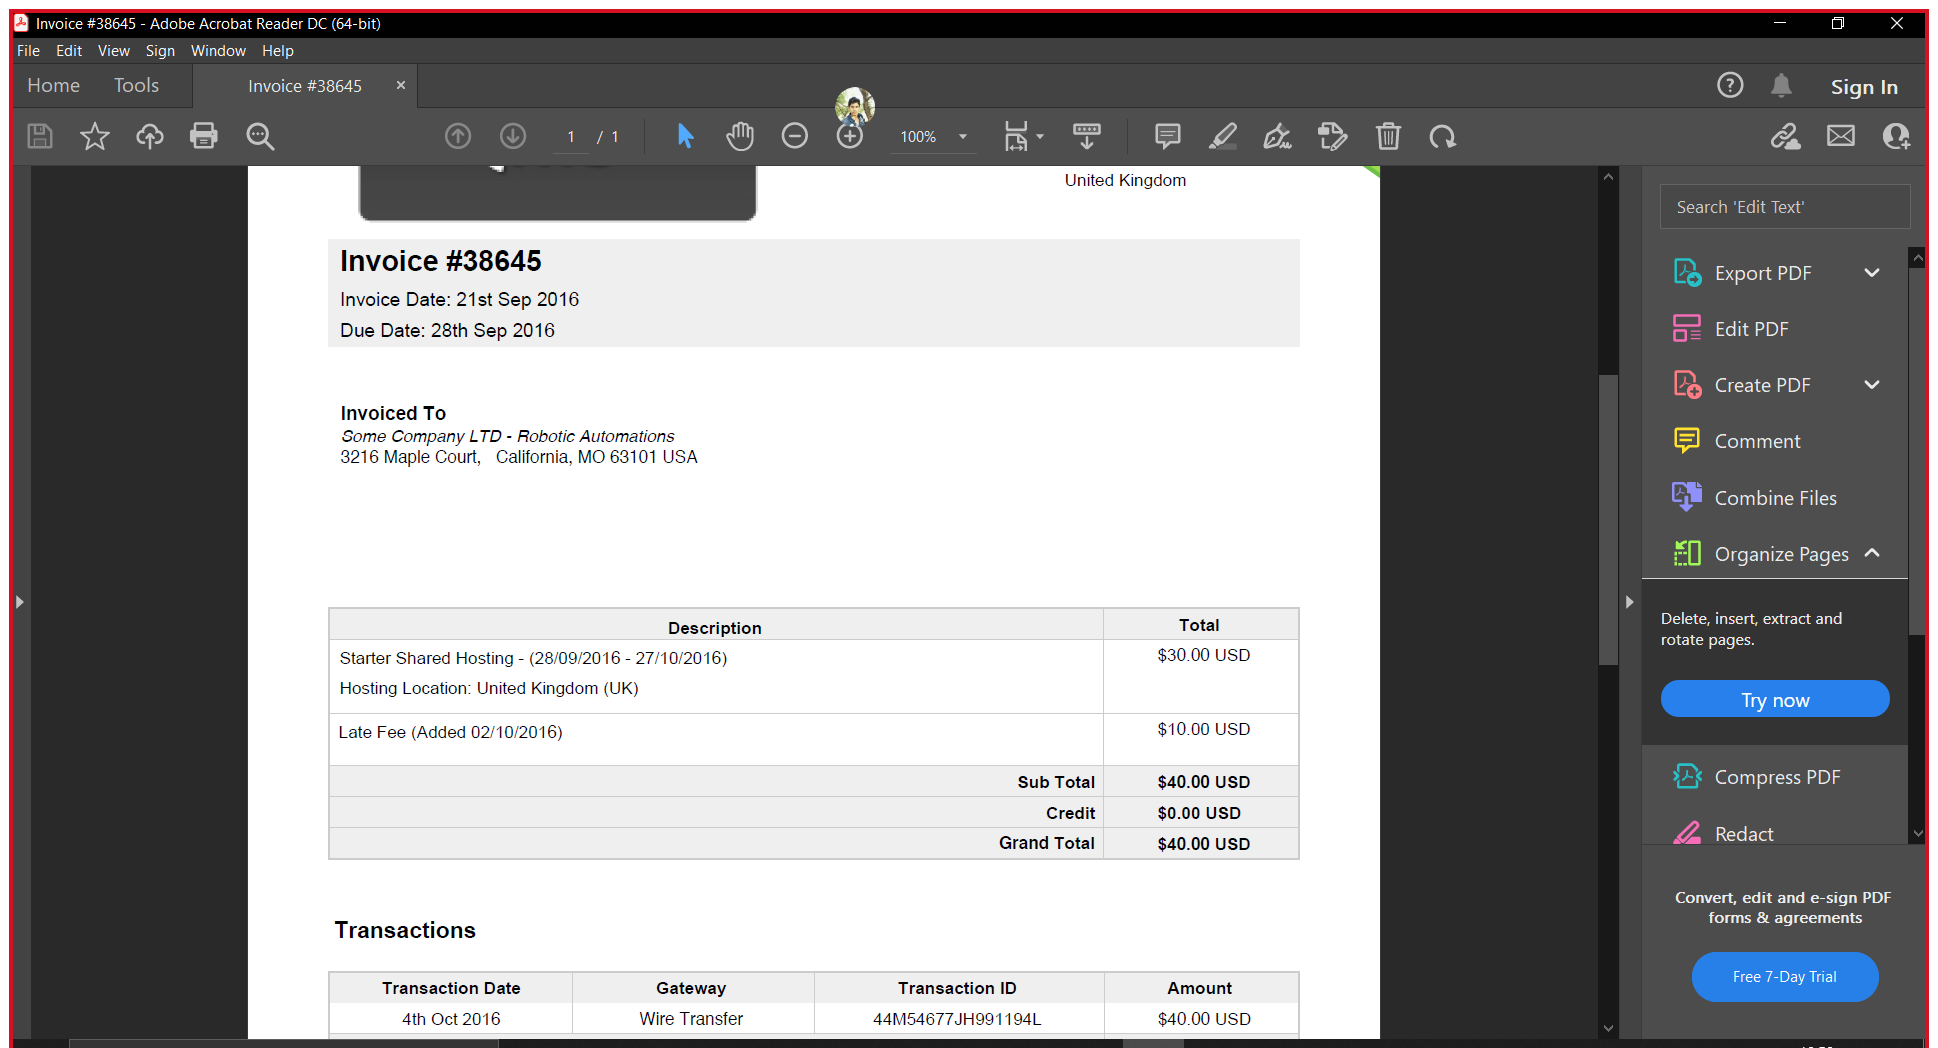 Invoice #38645 - Adobe Acrobat Reader DC (64-bit)
File Edit View Sign Window Help
Home Tools Invoice #38645 × Sign In
1 / 1 100%
United Kingdom
Invoice #38645
Invoice Date: 21st Sep 2016
Due Date: 28th Sep 2016
Invoiced To
Some Company LTD - Robotic Automations
3216 Maple Court, California, MO 63101 USA
Description Total
Starter Shared Hosting - (28/09/2016 - 27/10/2016) $30.00 USD
Hosting Location: United Kingdom (UK)
Late Fee (Added 02/10/2016) $10.00 USD
Sub Total $40.00 USD
Credit $0.00 USD
Grand Total $40.00 USD
Transactions
Transaction Date Gateway Transaction ID Amount
4th Oct 2016 Wire Transfer 44M54677JH991194L $40.00 USD
Search 'Edit Text'
Export PDF
Edit PDF
Create PDF
Comment
Combine Files
Organize Pages
Delete, insert, extract and
rotate pages.
Try now
Compress PDF
Redact
Convert, edit and e-sign PDF
forms & agreements
Free 7-Day Trial